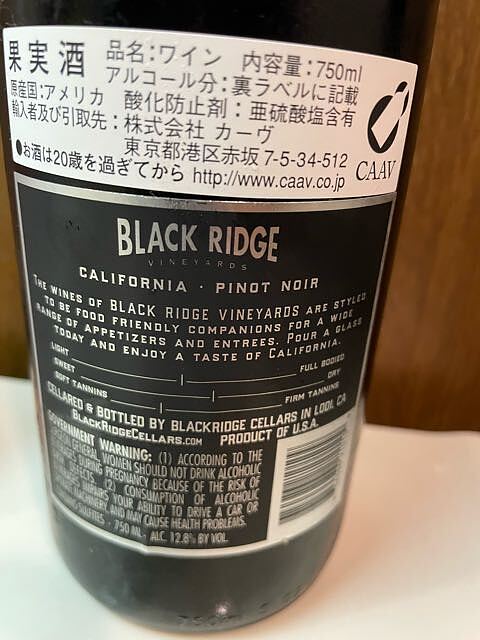 果実酒 品名:ワイン 内容量:750ml
アルコール分:裏ラベルに記載
原産国:アメリカ 酸化防止剤:亜硫酸塩含有
輸入者及び引取先:株式会社 カーヴ
東京都港区赤坂7-5-34-512
●お酒は20歳を過ぎてから http://www.caav.co.jp
CAAV
BLACK RIDGE
VINEYARDS
CALIFORNIA · PINOT NOIR
THE WINES OF BLACK RIDGE VINEYARDS ARE STYLED
TO BE FOOD FRIENDLY COMPANIONS FOR A WIDE
RANGE OF APPETIZERS AND ENTREES. POUR A GLASS
TODAY AND ENJOY A TASTE OF CALIFORNIA.
LIGHT FULL BODIED
SWEET DRY
SOFT TANNINS FIRM TANNINS
CELLARED & BOTTLED BY BLACKRIDGE CELLARS IN LODI, CA
BLACKRIDGECELLARS.COM PRODUCT OF U.S.A.
GOVERNMENT WARNING: (1) ACCORDING TO THE
GENERAL, WOMEN SHOULD NOT DRINK ALCOHOLIC
DURING PREGNANCY BECAUSE OF THE RISK OF
DEFECTS. (2) CONSUMPTION OF ALCOHOLIC
IMPAIRS YOUR ABILITY TO DRIVE A CAR OR
MACHINERY AND MAY CAUSE HEALTH PROBLEMS.
SULFITES - 750 ML - ALC. 12.8% BY VOL.